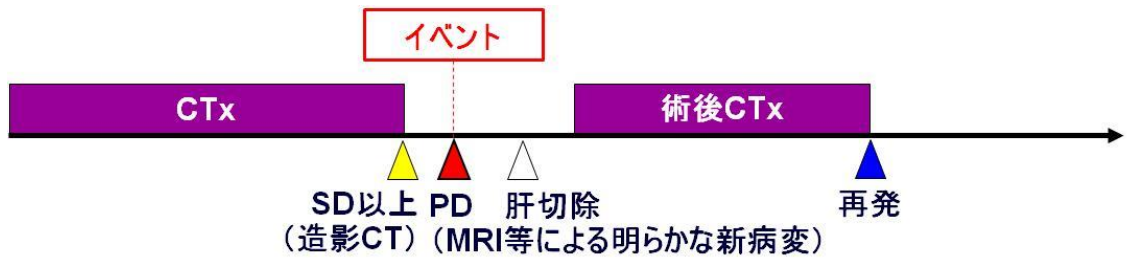 イベント
CTx 術後CTx
SD以上 PD 肝切除 再発
(造影CT) (MRI等による明らかな新病変)